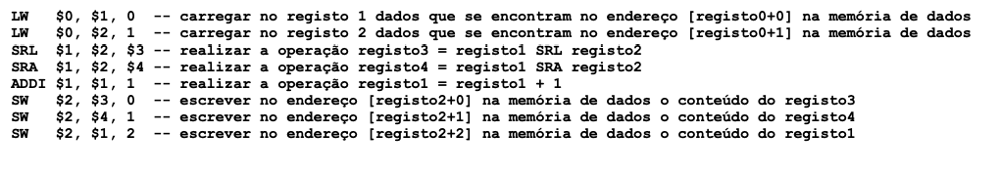 LW   $0, $1, 0  -- carregar no registo 1 dados que se encontram no endereço [registo0+0] na memória de dados
LW   $0, $2, 1  -- carregar no registo 2 dados que se encontram no endereço [registo0+1] na memória de dados
SRL  $1, $2, $3 -- realizar a operação registo3 = registo1 SRL registo2
SRA  $1, $2, $4 -- realizar a operação registo4 = registo1 SRA registo2
ADDI $1, $1, 1  -- realizar a operação registo1 = registo1 + 1
SW   $2, $3, 0  -- escrever no endereço [registo2+0] na memória de dados o conteúdo do registo3
SW   $2, $4, 1  -- escrever no endereço [registo2+1] na memória de dados o conteúdo do registo4
SW   $2, $1, 2  -- escrever no endereço [registo2+2] na memória de dados o conteúdo do registo1